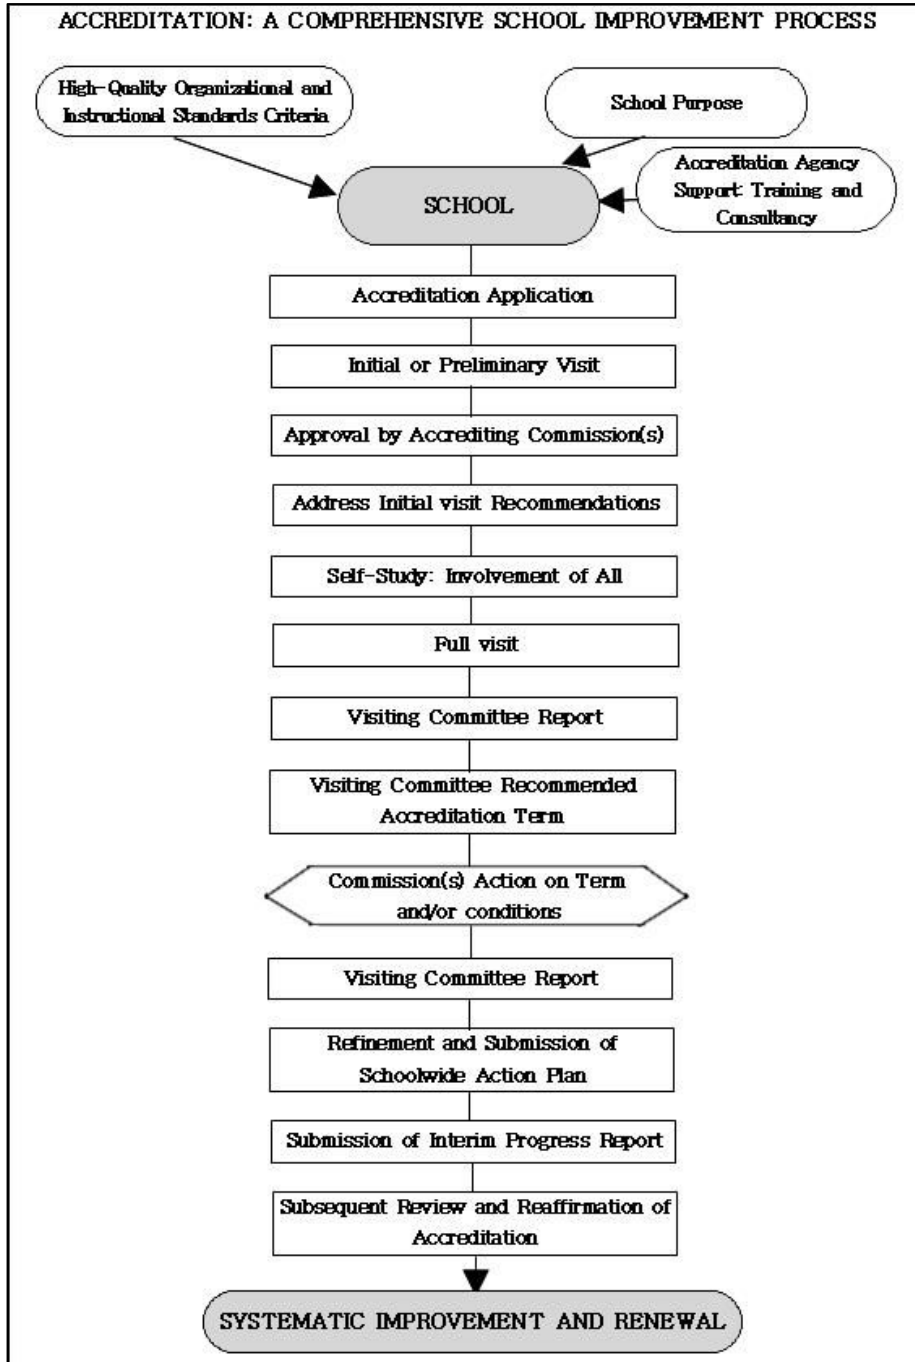 ACCREDITATION: A COMPREHENSIVE SCHOOL IMPROVEMENT PROCESS
High-Quality Organizational and
Instructional Standards Criteria
School Purpose
Accreditation Agency
Support: Training and
Consultancy
SCHOOL
Accreditation Application
Initial or Preliminary Visit
Approval by Accrediting Commission(s)
Address Initial visit Recommendations
Self-Study: Involvement of All
Full visit
Visiting Committee Report
Visiting Committee Recommended
Accreditation Term
Commission(s) Action on Term
and/or conditions
Visiting Committee Report
Refinement and Submission of
Schoolwide Action Plan
Submission of Interim Progress Report
Subsequent Review and Reaffirmation of
Accreditation
SYSTEMATIC IMPROVEMENT AND RENEWAL